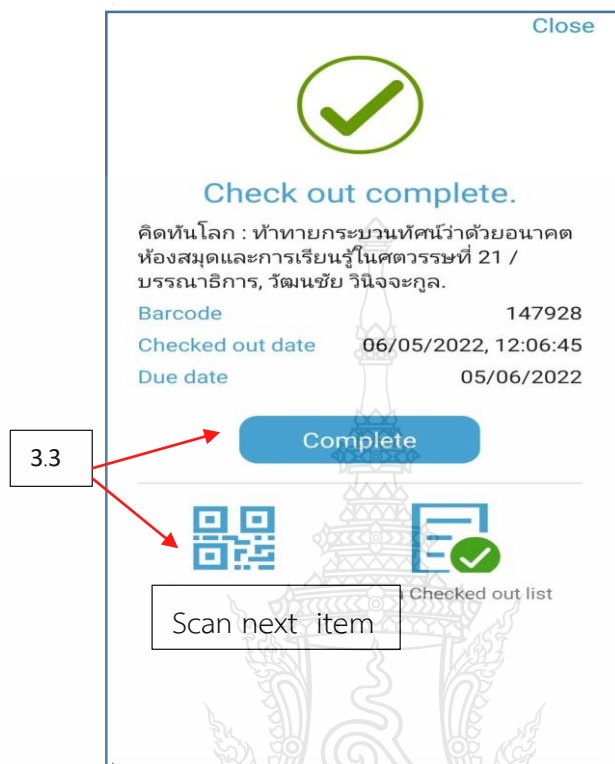 Close
Check out complete.
คิดทันโลก : ท้าทายกระบวนทัศน์ว่าด้วยอนาคต
ห้องสมุดและการเรียนรู้ในศตวรรษที่ 21 /
บรรณาธิการ, วัฒนชัย วินิจจะกูล.
Barcode 147928
Checked out date 06/05/2022, 12:06:45
Due date 05/06/2022
Complete
3.3
Checked out list
Scan next item